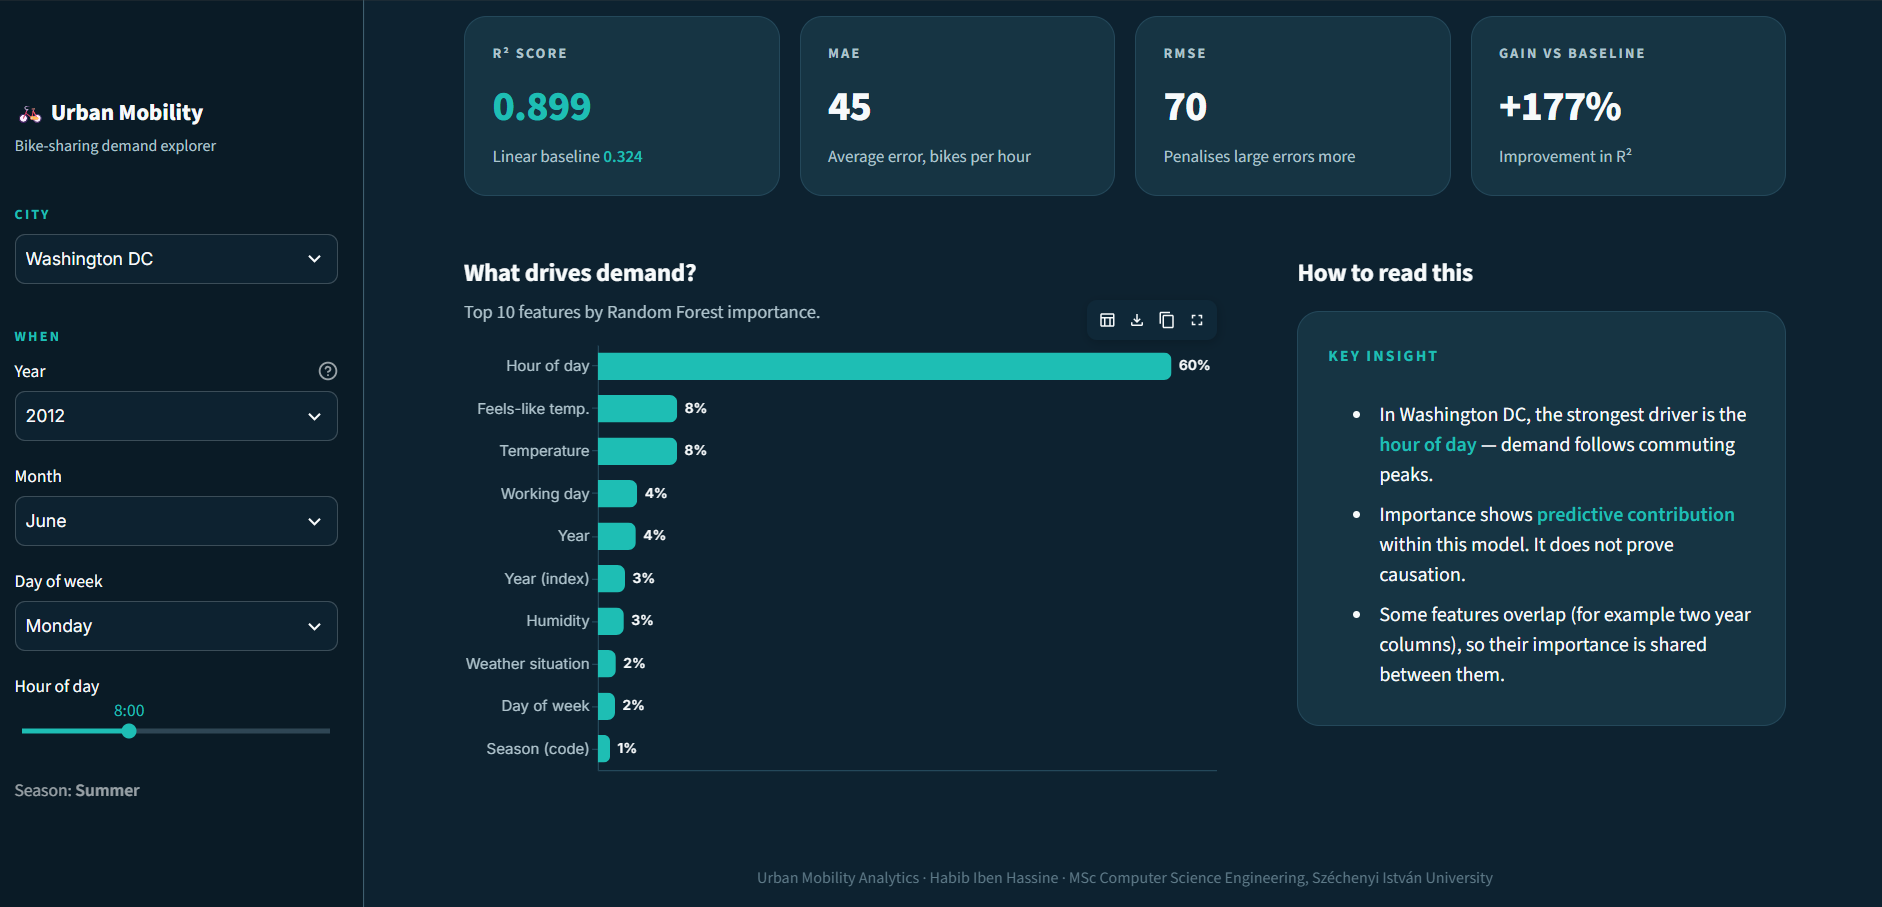 Urban Mobility
Bike-sharing demand explorer
CITY
Washington DC
WHEN
Year
2012
Month
June
Day of week
Monday
Hour of day
8:00
Season: Summer
R² SCORE
0.899
Linear baseline 0.324
MAE
45
Average error, bikes per hour
RMSE
70
Penalises large errors more
GAIN VS BASELINE
+177%
Improvement in R²
What drives demand?
Top 10 features by Random Forest importance.
Hour of day 60%
Feels-like temp. 8%
Temperature 8%
Working day 4%
Year 4%
Year (index) 3%
Humidity 3%
Weather situation 2%
Day of week 2%
Season (code) 1%
How to read this
KEY INSIGHT
• In Washington DC, the strongest driver is the
hour of day — demand follows commuting
peaks.
• Importance shows predictive contribution
within this model. It does not prove
causation.
• Some features overlap (for example two year
columns), so their importance is shared
between them.
Urban Mobility Analytics · Habib Iben Hassine · MSc Computer Science Engineering, Széchenyi István University